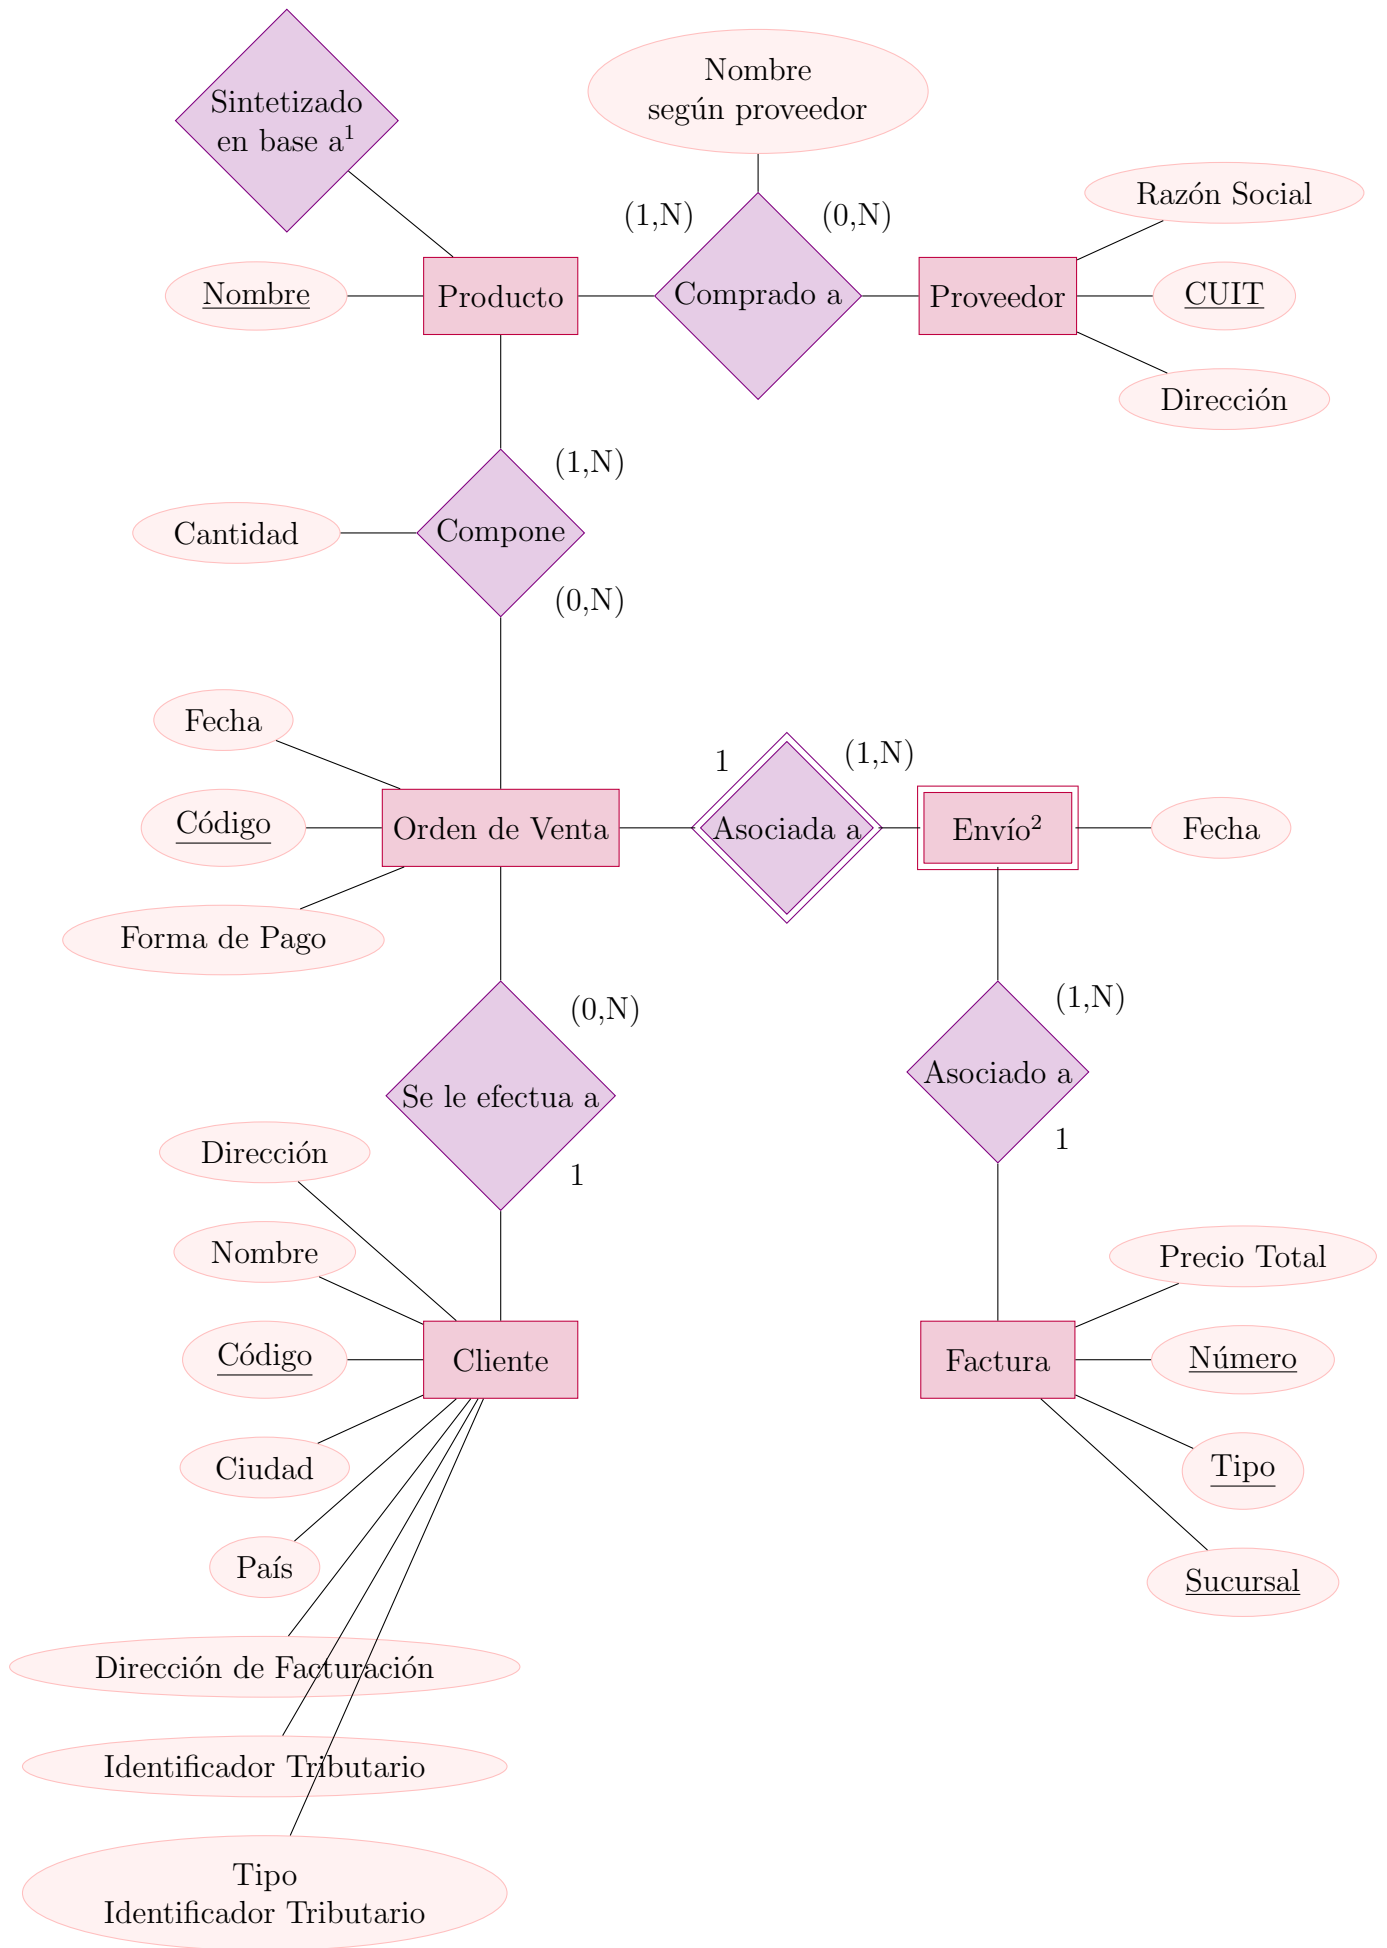 Sintetizado
en base a¹
Nombre
según proveedor
(1,N)
(0,N)
Razón Social
Nombre
Producto
Comprado a
Proveedor
CUIT
Dirección
(1,N)
Cantidad
Compone
(0,N)
Fecha
1
(1,N)
Código
Orden de Venta
Asociada a
Envío²
Fecha
Forma de Pago
(0,N)
(1,N)
Se le efectua a
Asociado a
1
1
Dirección
Nombre
Precio Total
Código
Cliente
Factura
Número
Ciudad
Tipo
País
Sucursal
Dirección de Facturación
Identificador Tributario
Tipo
Identificador Tributario